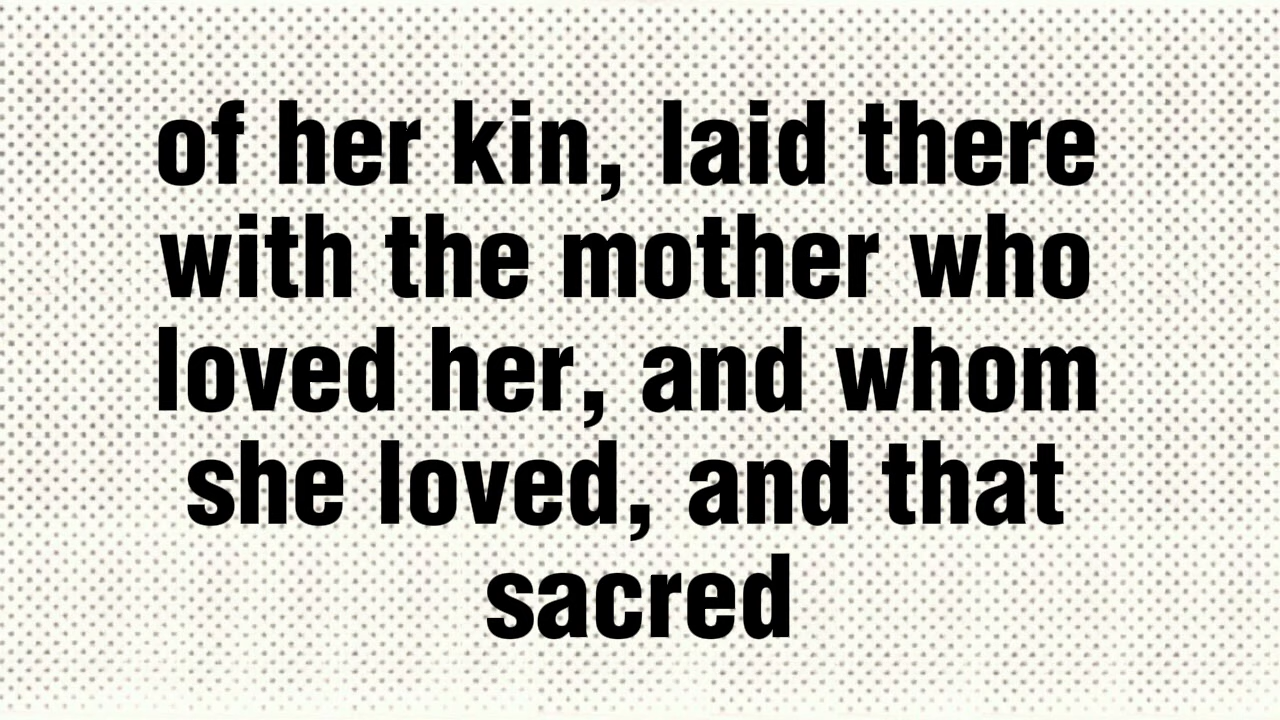 of her kin, laid there
with the mother who
loved her, and whom
she loved, and that
sacred